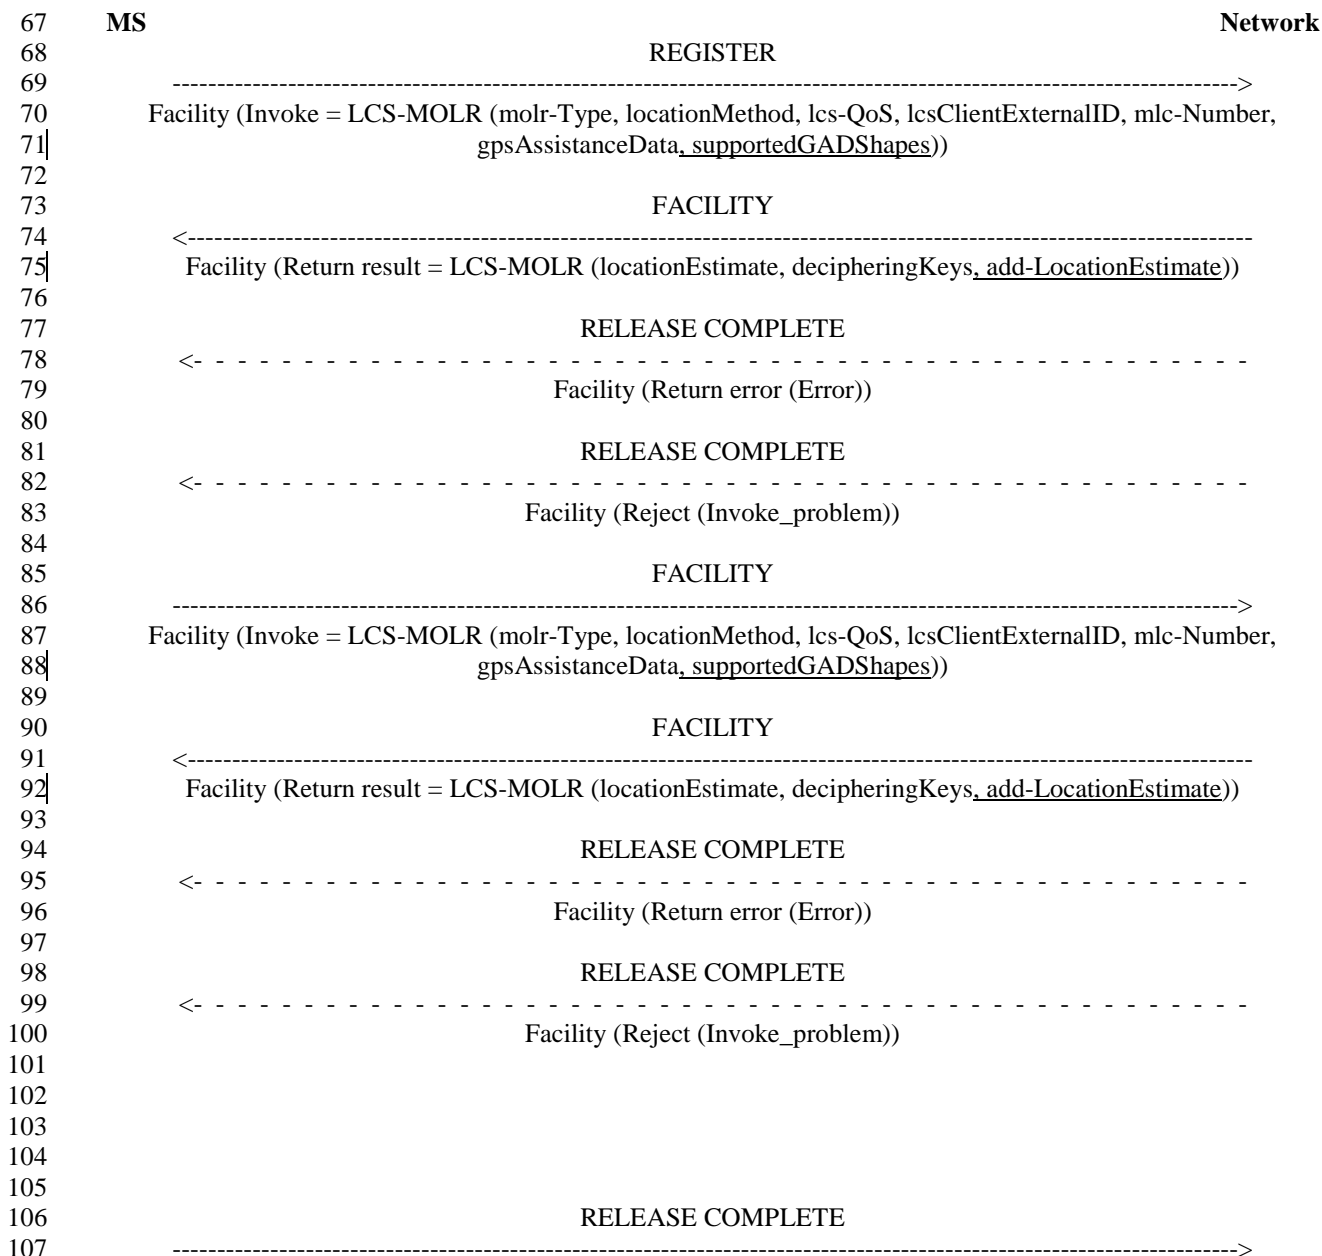 67 MS Network
68 REGISTER
69 ------------------------------------------------------------------------------------------------------------------------>
70 Facility (Invoke = LCS-MOLR (molr-Type, locationMethod, lcs-QoS, lcsClientExternalID, mlc-Number,
71 gpsAssistanceData, supportedGADShapes))
72
73 FACILITY
74 <------------------------------------------------------------------------------------------------------------------------
75 Facility (Return result = LCS-MOLR (locationEstimate, decipheringKeys, add-LocationEstimate))
76
77 RELEASE COMPLETE
78 <- - - - - - - - - - - - - - - - - - - - - - - - - - - - - - - - - - - - - - - - - - - - - - - - - - - - - - - - - -
79 Facility (Return error (Error))
80
81 RELEASE COMPLETE
82 <- - - - - - - - - - - - - - - - - - - - - - - - - - - - - - - - - - - - - - - - - - - - - - - - - - - - - - - - - -
83 Facility (Reject (Invoke_problem))
84
85 FACILITY
86 ------------------------------------------------------------------------------------------------------------------------>
87 Facility (Invoke = LCS-MOLR (molr-Type, locationMethod, lcs-QoS, lcsClientExternalID, mlc-Number,
88 gpsAssistanceData, supportedGADShapes))
89
90 FACILITY
91 <------------------------------------------------------------------------------------------------------------------------
92 Facility (Return result = LCS-MOLR (locationEstimate, decipheringKeys, add-LocationEstimate))
93
94 RELEASE COMPLETE
95 <- - - - - - - - - - - - - - - - - - - - - - - - - - - - - - - - - - - - - - - - - - - - - - - - - - - - - - - - - -
96 Facility (Return error (Error))
97
98 RELEASE COMPLETE
99 <- - - - - - - - - - - - - - - - - - - - - - - - - - - - - - - - - - - - - - - - - - - - - - - - - - - - - - - - - -
100 Facility (Reject (Invoke_problem))
101
102
103
104
105
106 RELEASE COMPLETE
107 ------------------------------------------------------------------------------------------------------------------------>